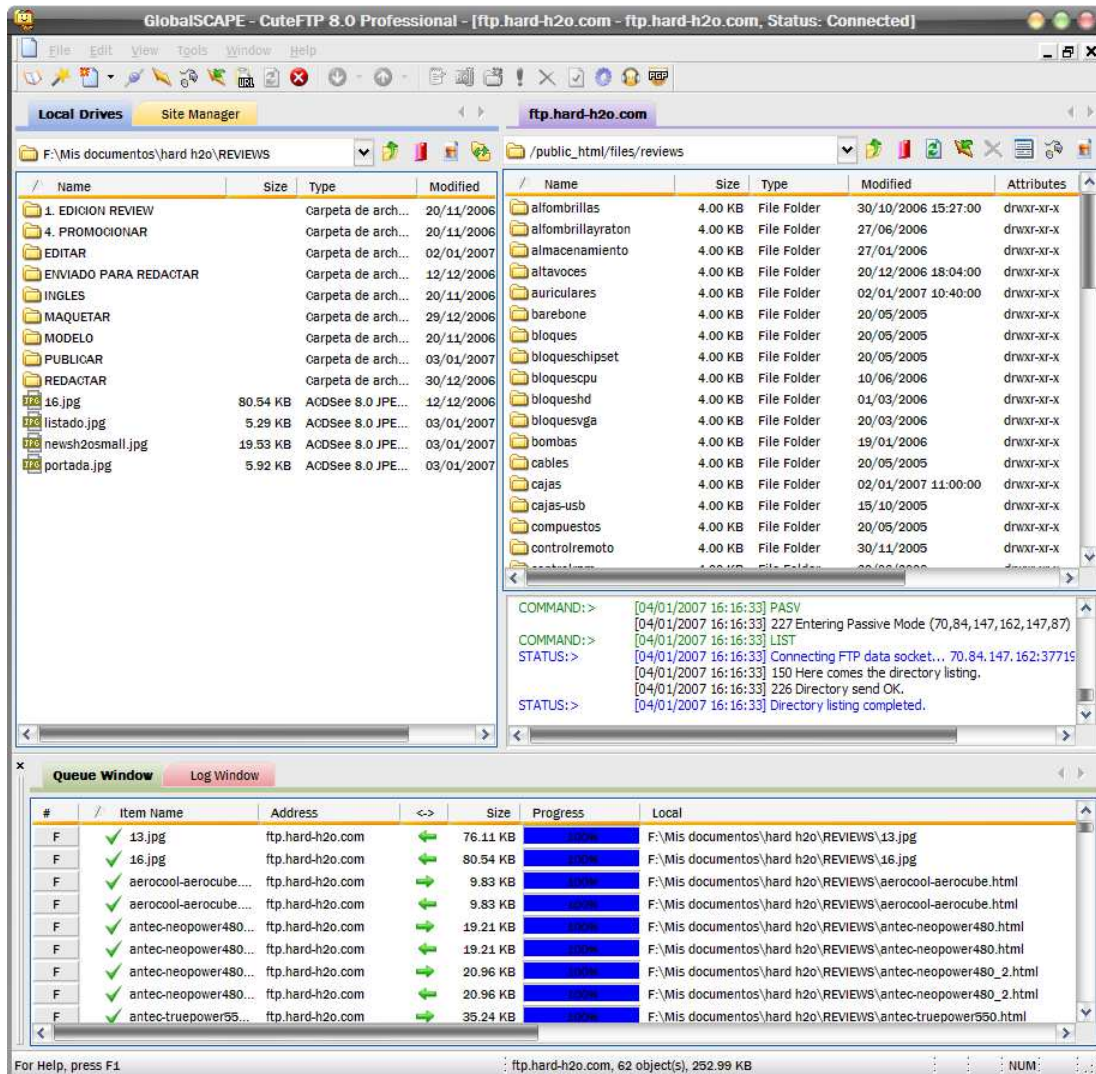 GlobalSCAPE - CuteFTP 8.0 Professional - [ftp.hard-h2o.com - ftp.hard-h2o.com, Status: Connected]
File Edit View Tools Window Help
URL PGP
Local Drives Site Manager
F:\Mis documentos\hard h2o\REVIEWS
/ Name Size Type Modified
1. EDICION REVIEW Carpeta de arch... 20/11/2006
4. PROMOCIONAR Carpeta de arch... 20/11/2006
EDITAR Carpeta de arch... 02/01/2007
ENVIADO PARA REDACTAR Carpeta de arch... 12/12/2006
INGLES Carpeta de arch... 20/11/2006
MAQUETAR Carpeta de arch... 29/12/2006
MODELO Carpeta de arch... 20/11/2006
PUBLICAR Carpeta de arch... 03/01/2007
REDACTAR Carpeta de arch... 30/12/2006
16.jpg 80.54 KB ACDSee 8.0 JPE... 12/12/2006
listado.jpg 5.29 KB ACDSee 8.0 JPE... 03/01/2007
newsh2osmall.jpg 19.53 KB ACDSee 8.0 JPE... 03/01/2007
portada.jpg 5.92 KB ACDSee 8.0 JPE... 03/01/2007
ftp.hard-h2o.com
/public_html/files/reviews
/ Name Size Type Modified Attributes
alfombrillas 4.00 KB File Folder 30/10/2006 15:27:00 drwxr-xr-x
alfombrillayraton 4.00 KB File Folder 27/06/2006 drwxr-xr-x
almacenamiento 4.00 KB File Folder 27/01/2006 drwxr-xr-x
altavoces 4.00 KB File Folder 20/12/2006 18:04:00 drwxr-xr-x
auriculares 4.00 KB File Folder 02/01/2007 10:40:00 drwxr-xr-x
barebone 4.00 KB File Folder 20/05/2005 drwxr-xr-x
bloques 4.00 KB File Folder 20/05/2005 drwxr-xr-x
bloqueschipset 4.00 KB File Folder 20/05/2005 drwxr-xr-x
bloquescpu 4.00 KB File Folder 10/06/2006 drwxr-xr-x
bloqueshd 4.00 KB File Folder 01/03/2006 drwxr-xr-x
bloquesvga 4.00 KB File Folder 20/03/2006 drwxr-xr-x
bombas 4.00 KB File Folder 19/01/2006 drwxr-xr-x
cables 4.00 KB File Folder 20/05/2005 drwxr-xr-x
cajas 4.00 KB File Folder 02/01/2007 11:00:00 drwxr-xr-x
cajas-usb 4.00 KB File Folder 15/10/2005 drwxr-xr-x
compuestos 4.00 KB File Folder 20/05/2005 drwxr-xr-x
controlremoto 4.00 KB File Folder 30/11/2005 drwxr-xr-x
COMMAND:> [04/01/2007 16:16:33] PASV
[04/01/2007 16:16:33] 227 Entering Passive Mode (70,84,147,162,147,87)
COMMAND:> [04/01/2007 16:16:33] LIST
STATUS:> [04/01/2007 16:16:33] Connecting FTP data socket... 70.84.147.162:37719
[04/01/2007 16:16:33] 150 Here comes the directory listing.
[04/01/2007 16:16:33] 226 Directory send OK.
STATUS:> [04/01/2007 16:16:33] Directory listing completed.
Queue Window Log Window
# / Item Name Address <-> Size Progress Local
F 13.jpg ftp.hard-h2o.com 76.11 KB 100% F:\Mis documentos\hard h2o\REVIEWS\13.jpg
F 16.jpg ftp.hard-h2o.com 80.54 KB 100% F:\Mis documentos\hard h2o\REVIEWS\16.jpg
F aerocool-aerocube.... ftp.hard-h2o.com 9.83 KB 100% F:\Mis documentos\hard h2o\REVIEWS\aerocool-aerocube.html
F aerocool-aerocube.... ftp.hard-h2o.com 9.83 KB 100% F:\Mis documentos\hard h2o\REVIEWS\aerocool-aerocube.html
F antec-neopower480... ftp.hard-h2o.com 19.21 KB 100% F:\Mis documentos\hard h2o\REVIEWS\antec-neopower480.html
F antec-neopower480... ftp.hard-h2o.com 19.21 KB 100% F:\Mis documentos\hard h2o\REVIEWS\antec-neopower480.html
F antec-neopower480... ftp.hard-h2o.com 20.96 KB 100% F:\Mis documentos\hard h2o\REVIEWS\antec-neopower480_2.html
F antec-neopower480... ftp.hard-h2o.com 20.96 KB 100% F:\Mis documentos\hard h2o\REVIEWS\antec-neopower480_2.html
F antec-truepower55... ftp.hard-h2o.com 35.24 KB 100% F:\Mis documentos\hard h2o\REVIEWS\antec-truepower550.html
For Help, press F1 ftp.hard-h2o.com, 62 object(s), 252.99 KB NUM